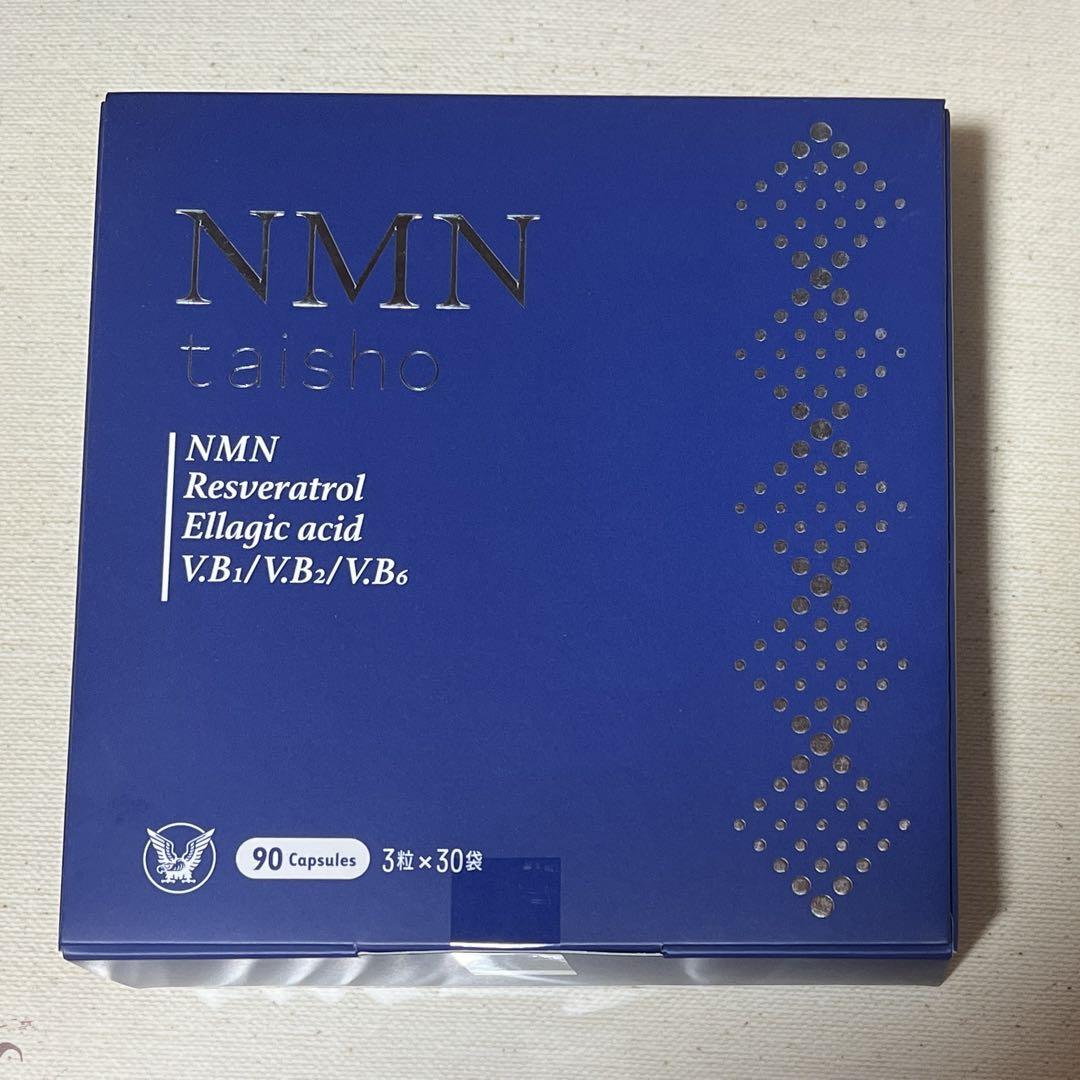 NMN
taisho
NMN
Resveratrol
Ellagic acid
V.B1/V.B2/V.B6
90 Capsules 3粒×30袋